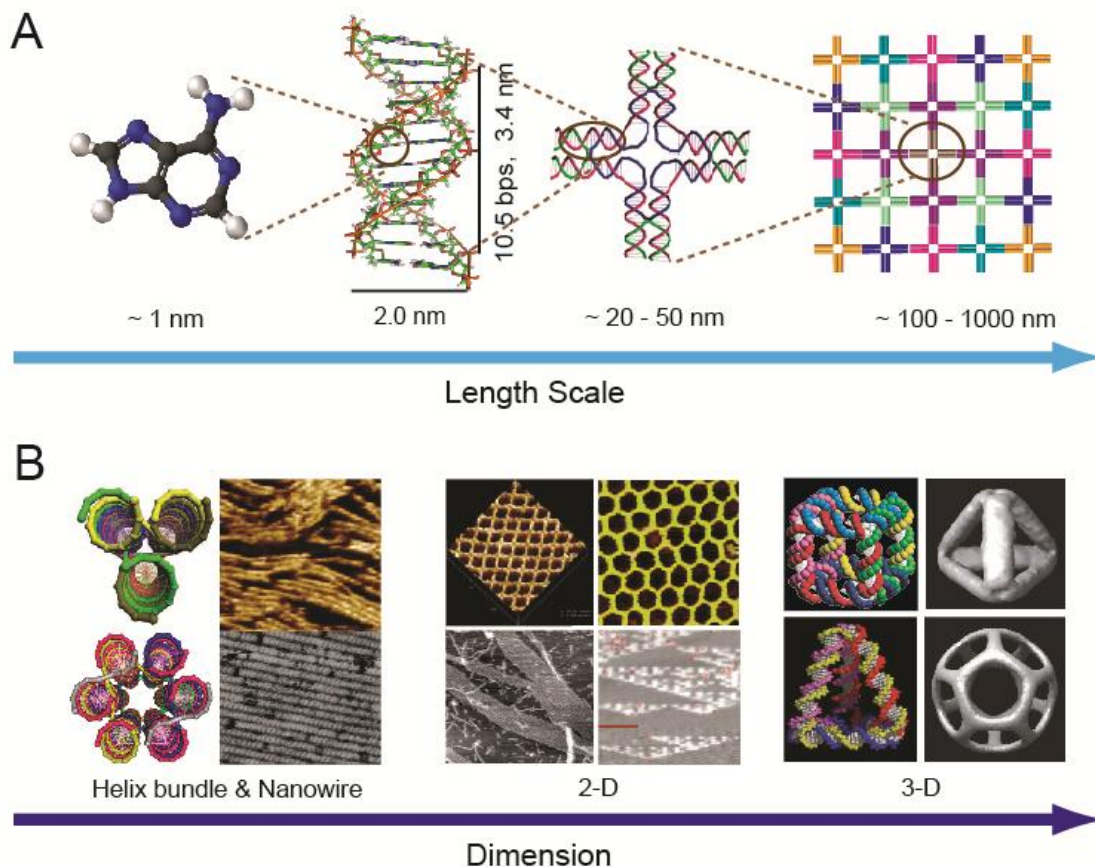 A
10.5 bps, 3.4 nm
~ 1 nm
2.0 nm
~ 20 - 50 nm
~ 100 - 1000 nm
Length Scale
B
Helix bundle & Nanowire
2-D
3-D
Dimension